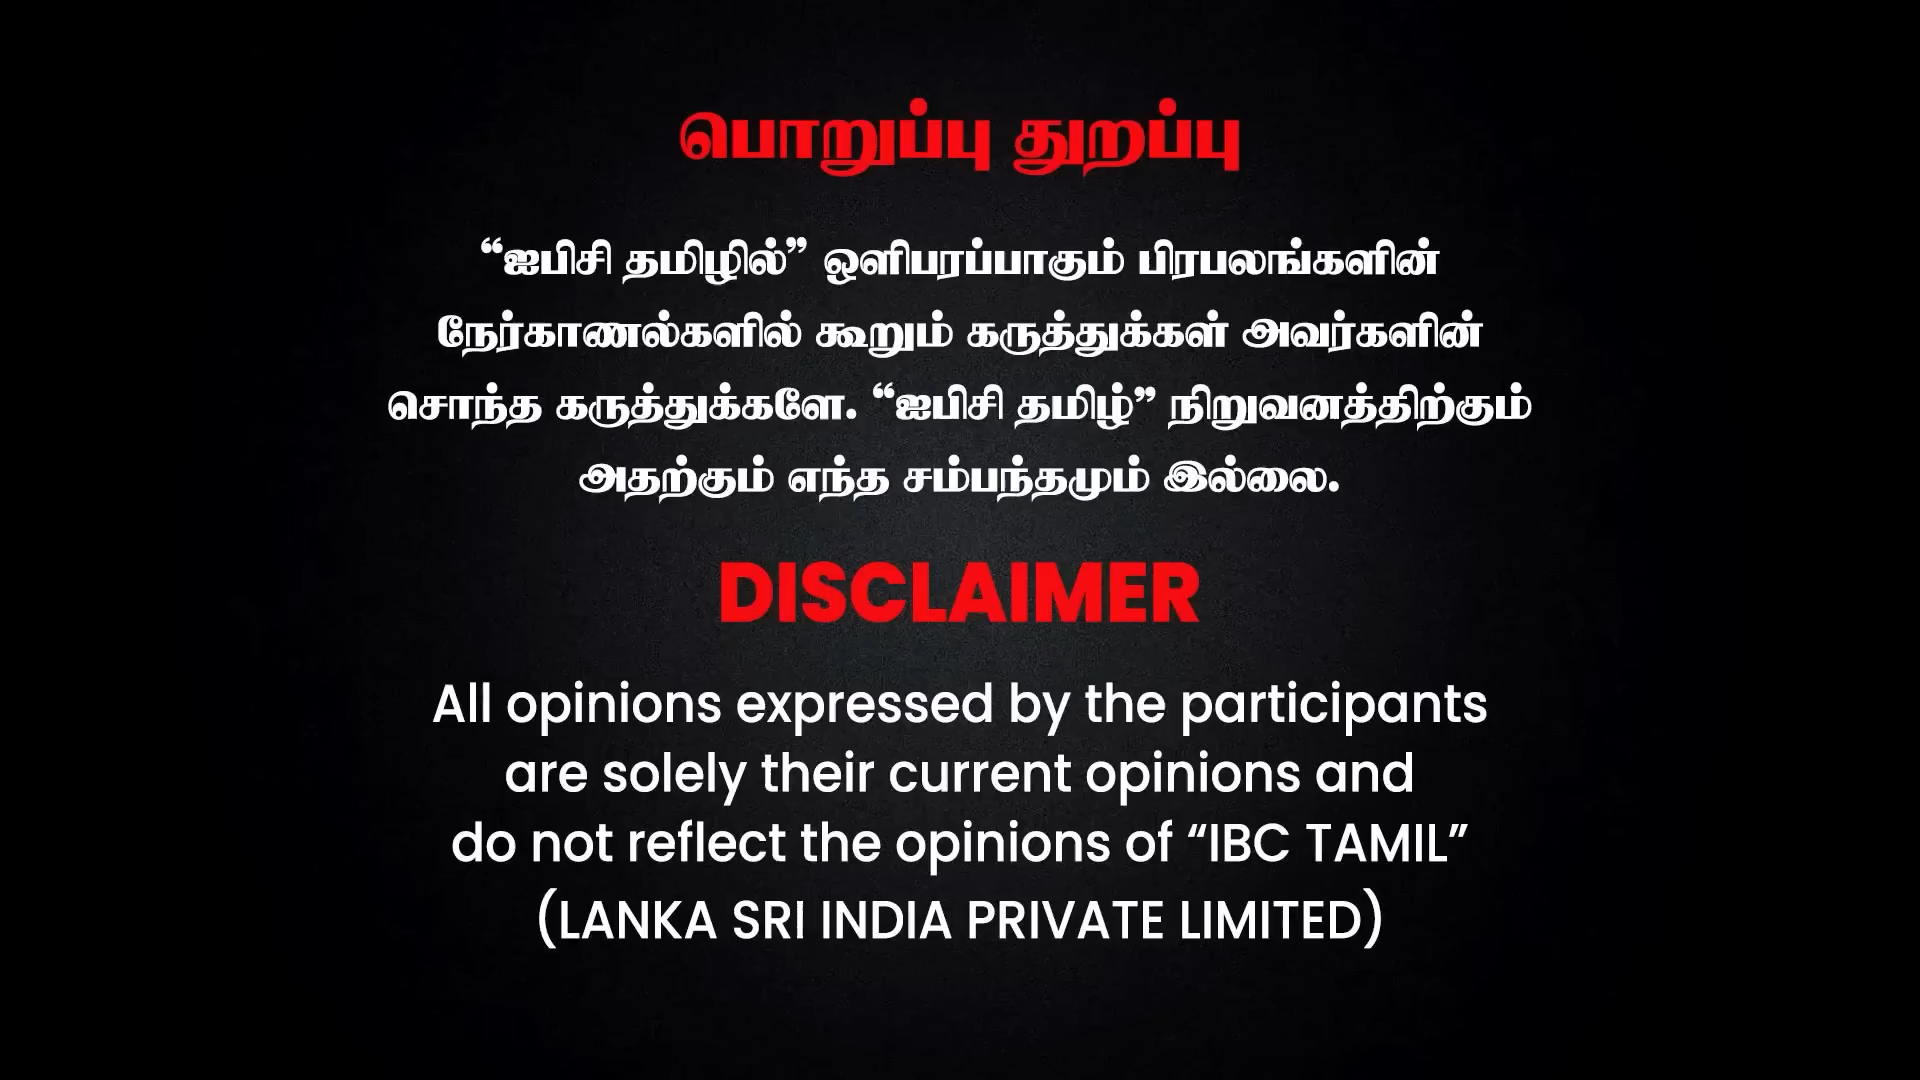 பொறுப்பு துறப்பு
“ஐபிசி தமிழில்” ஒளிபரப்பாகும் பிரபலங்களின்
நேர்காணல்களில் கூறும் கருத்துக்கள் அவர்களின்
சொந்த கருத்துக்களே. “ஐபிசி தமிழ்” நிறுவனத்திற்கும்
அதற்கும் எந்த சம்பந்தமும் இல்லை.
DISCLAIMER
All opinions expressed by the participants
are solely their current opinions and
do not reflect the opinions of “IBC TAMIL”
(LANKA SRI INDIA PRIVATE LIMITED)